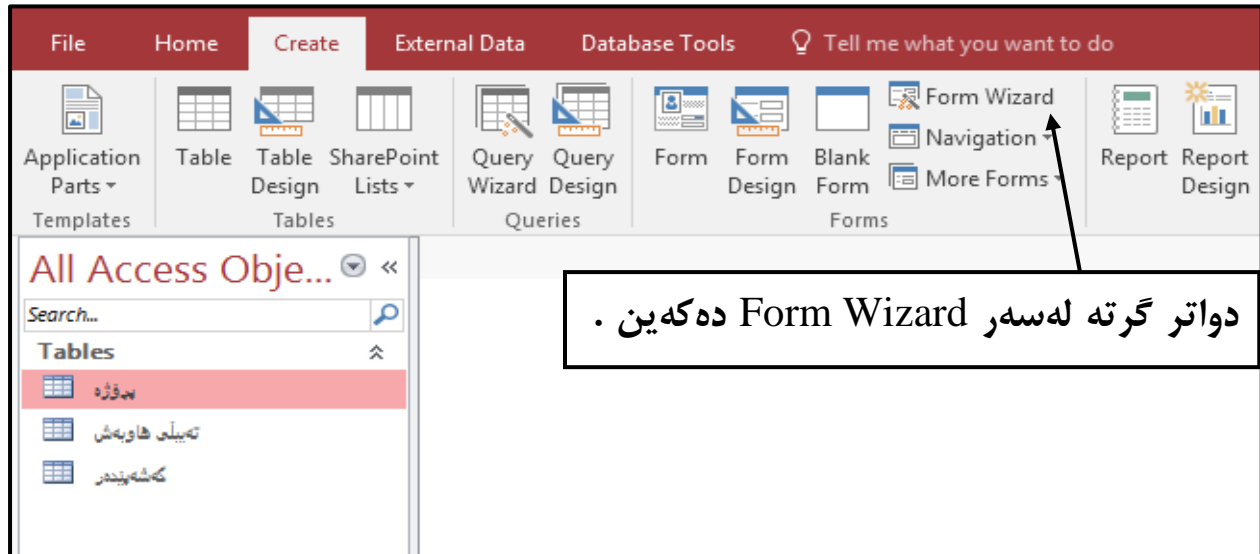 File Home Create External Data Database Tools Tell me what you want to do
Application Parts
Table
Table Design
SharePoint Lists
Query Wizard
Query Design
Form
Form Design
Blank Form
Form Wizard
Navigation
More Forms
Report
Report Design
Templates Tables Queries Forms
All Access Obje...
Search...
Tables
پرۆژە
تەیبڵی هاوبەش
گەشەپێدەر
دواتر گرتە لەسەر Form Wizard دەکەین .